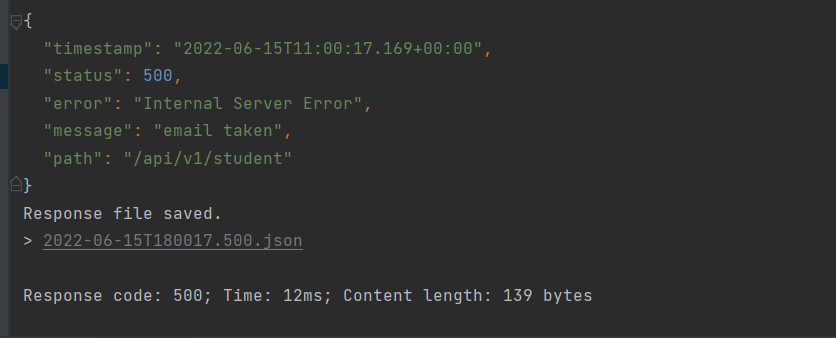 {
"timestamp": "2022-06-15T11:00:17.169+00:00",
"status": 500,
"error": "Internal Server Error",
"message": "email taken",
"path": "/api/v1/student"
}
Response file saved.
> 2022-06-15T180017.500.json
Response code: 500; Time: 12ms; Content length: 139 bytes